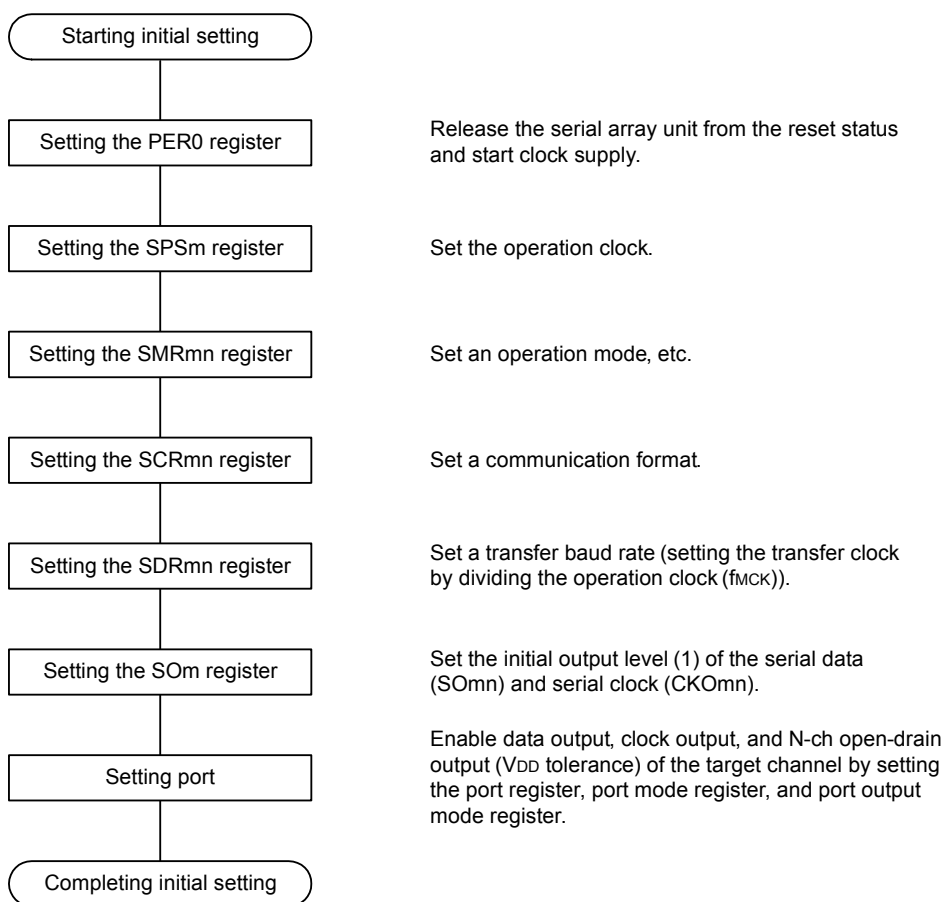 Starting initial setting
Setting the PER0 register
Release the serial array unit from the reset status
and start clock supply.
Setting the SPSm register
Set the operation clock.
Setting the SMRmn register
Set an operation mode, etc.
Setting the SCRmn register
Set a communication format.
Setting the SDRmn register
Set a transfer baud rate (setting the transfer clock
by dividing the operation clock (fMCK)).
Setting the SOm register
Set the initial output level (1) of the serial data
(SOmn) and serial clock (CKOmn).
Setting port
Enable data output, clock output, and N-ch open-drain
output (VDD tolerance) of the target channel by setting
the port register, port mode register, and port output
mode register.
Completing initial setting